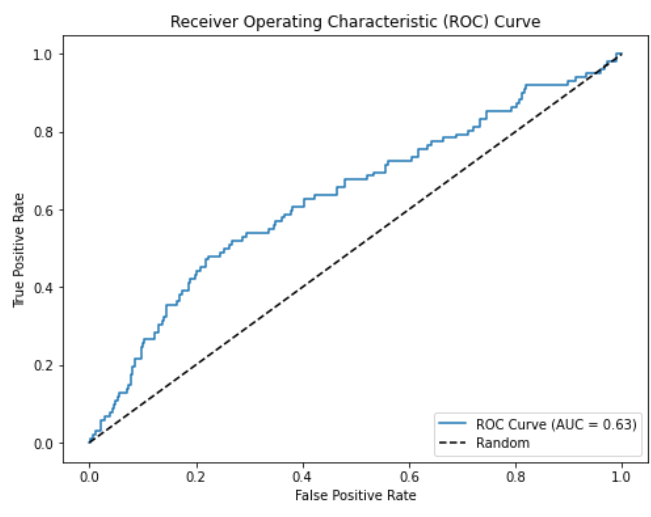 Receiver Operating Characteristic (ROC) Curve
True Positive Rate
1.0
0.8
0.6
0.4
0.2
0.0
ROC Curve (AUC = 0.63)
Random
0.0 0.2 0.4 0.6 0.8 1.0
False Positive Rate